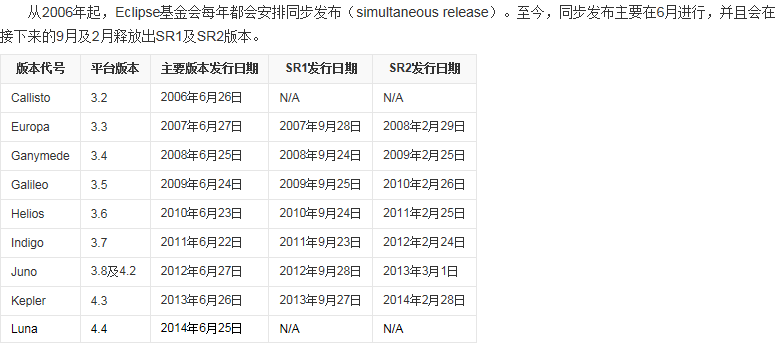 从2006年起，Eclipse基金会每年都会安排同步发布（simultaneous release）。至今，同步发布主要在6月进行，并且会在
接下来的9月及2月释放出SR1及SR2版本。
版本代号 平台版本 主要版本发行日期 SR1发行日期 SR2发行日期
Callisto 3.2 2006年6月26日 N/A N/A
Europa 3.3 2007年6月27日 2007年9月28日 2008年2月29日
Ganymede 3.4 2008年6月25日 2008年9月24日 2009年2月25日
Galileo 3.5 2009年6月24日 2009年9月25日 2010年2月26日
Helios 3.6 2010年6月23日 2010年9月24日 2011年2月25日
Indigo 3.7 2011年6月22日 2011年9月23日 2012年2月24日
Juno 3.8及4.2 2012年6月27日 2012年9月28日 2013年3月1日
Kepler 4.3 2013年6月26日 2013年9月27日 2014年2月28日
Luna 4.4 2014年6月25日 N/A N/A